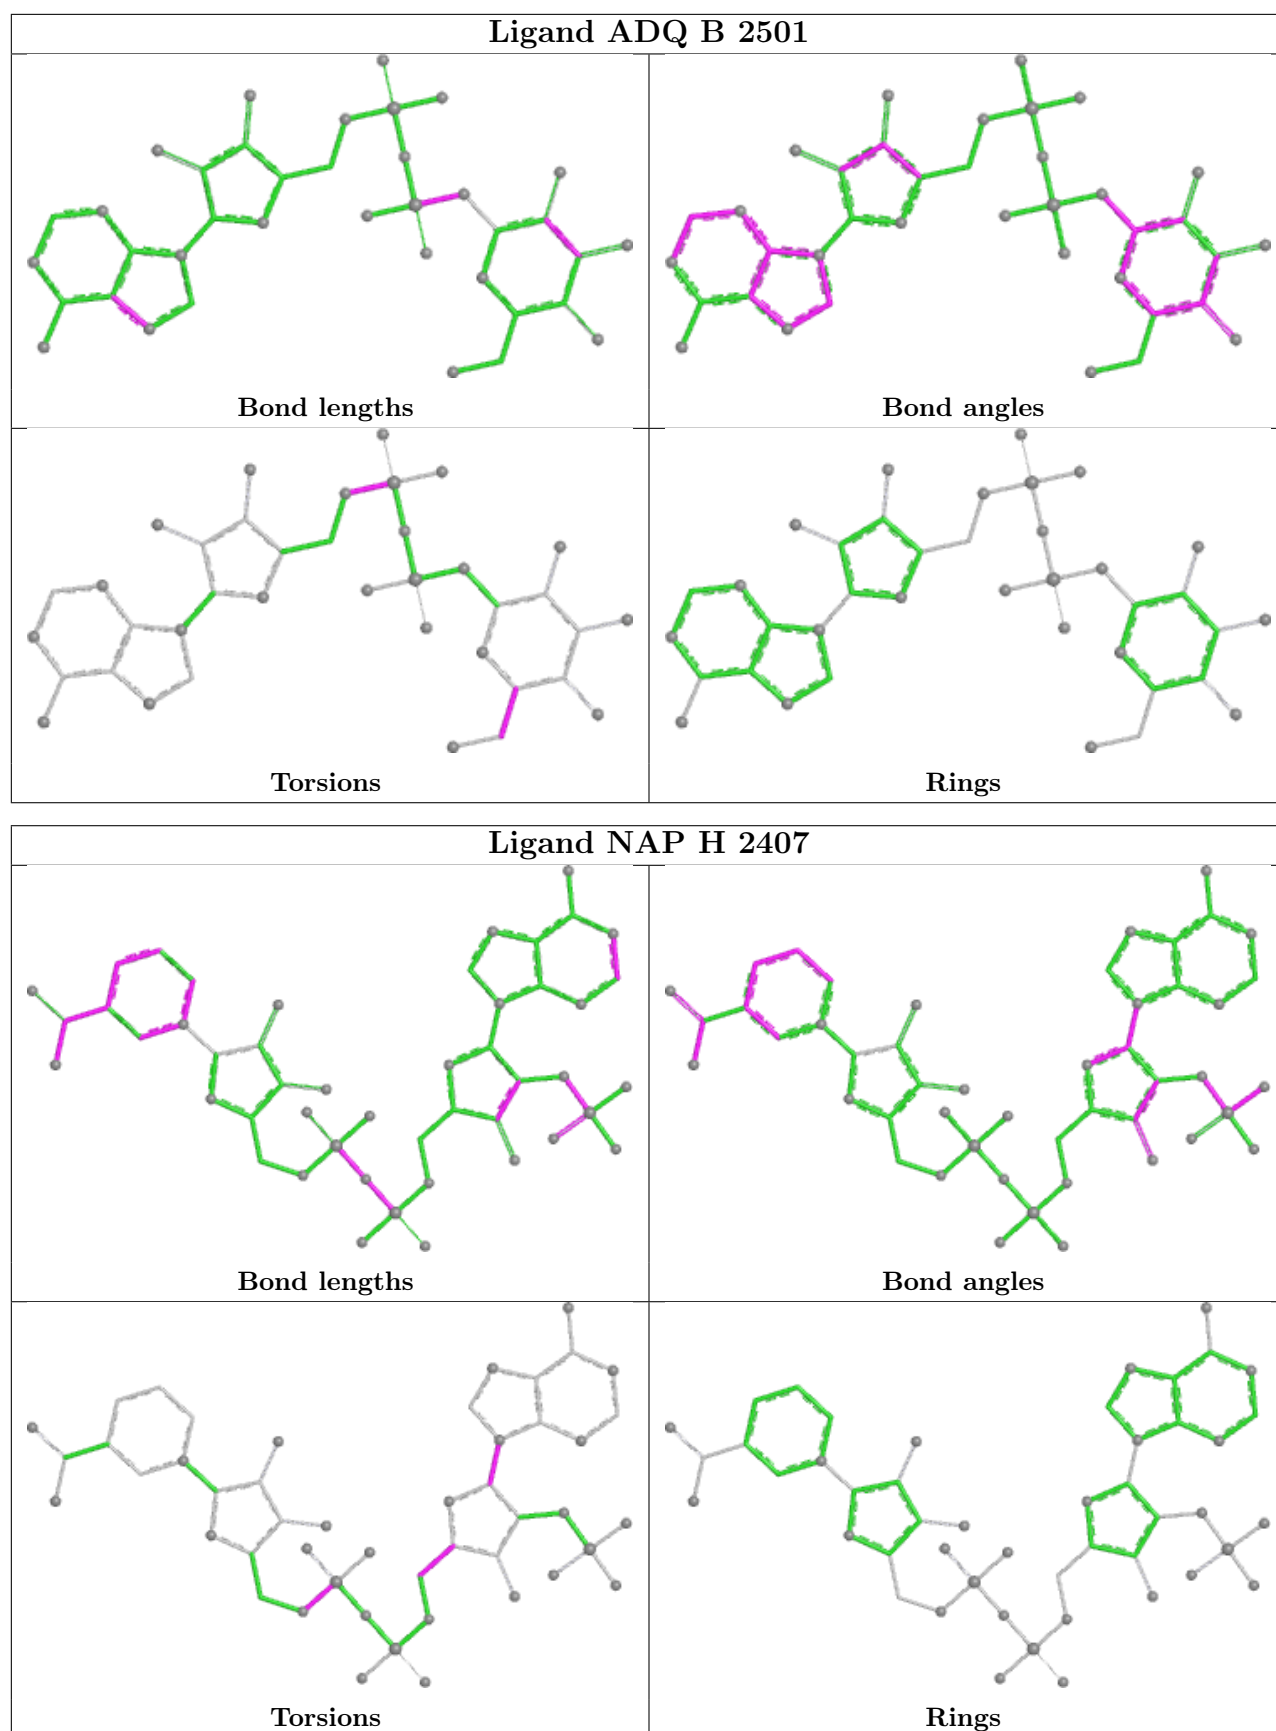 Ligand ADQ B 2501
Bond lengths
Bond angles
Torsions
Rings
Ligand NAP H 2407
Bond lengths
Bond angles
Torsions
Rings